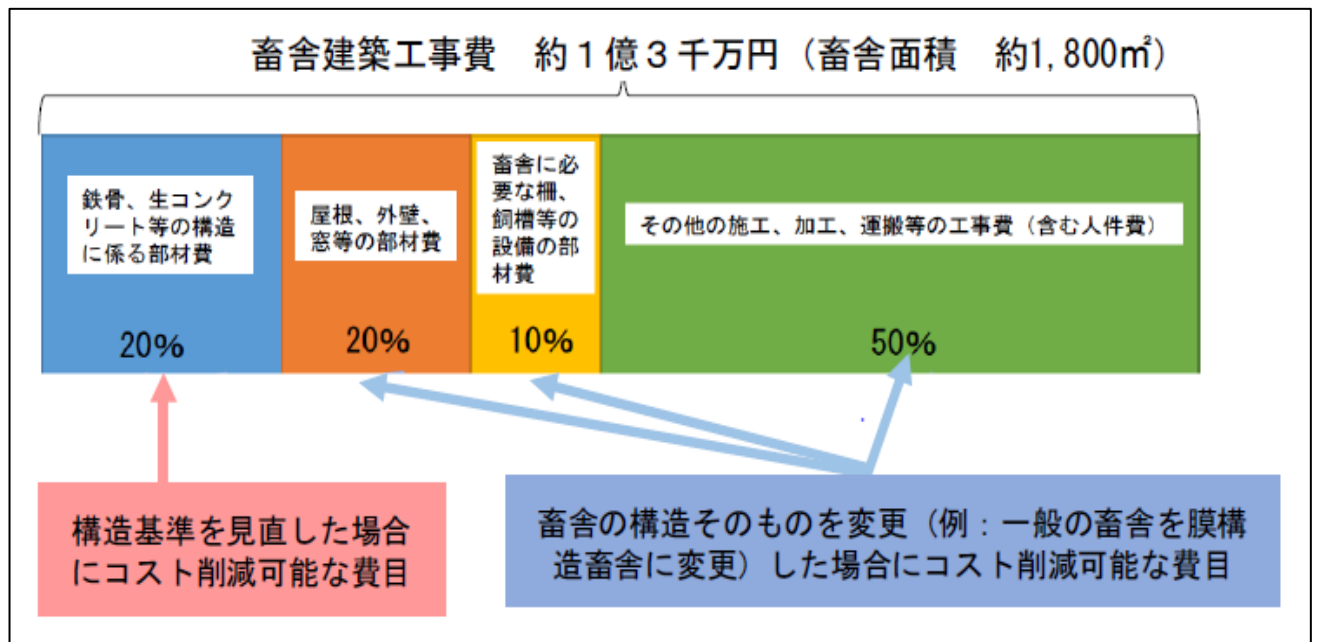 畜舎建築工事費 約1億3千万円(畜舎面積 約1,800㎡)
鉄骨、生コンク
リート等の構造
に係る部材費
20%
屋根、外壁、
窓等の部材費
20%
畜舎に必
要な柵、
飼槽等の
設備の部
材費
10%
その他の施工、加工、運搬等の工事費(含む人件費)
50%
構造基準を見直した場合
にコスト削減可能な費目
畜舎の構造そのものを変更(例:一般の畜舎を膜構
造畜舎に変更)した場合にコスト削減可能な費目